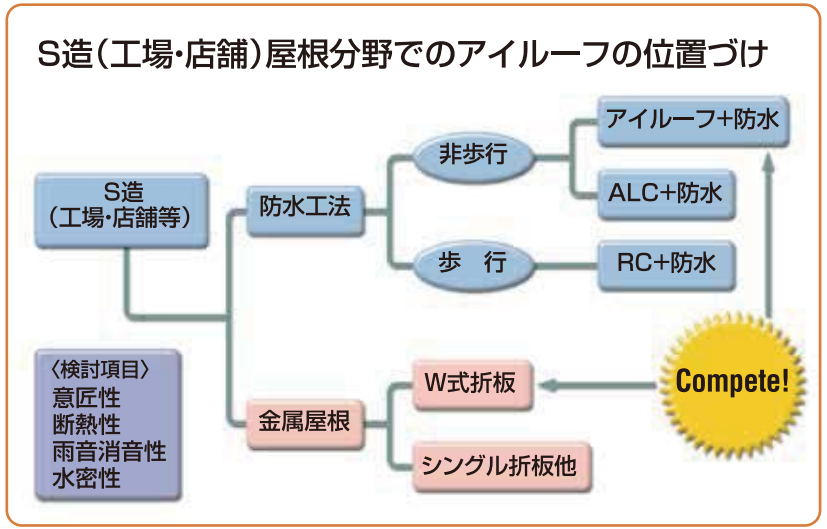 S造(工場・店舗)屋根分野でのアイルーフの位置づけ
S造
(工場・店舗等)
防水工法
非歩行
アイルーフ+防水
ALC+防水
歩 行
RC+防水
金属屋根
W式折板
シングル折板他
Compete!
〈検討項目〉
意匠性
断熱性
雨音消音性
水密性